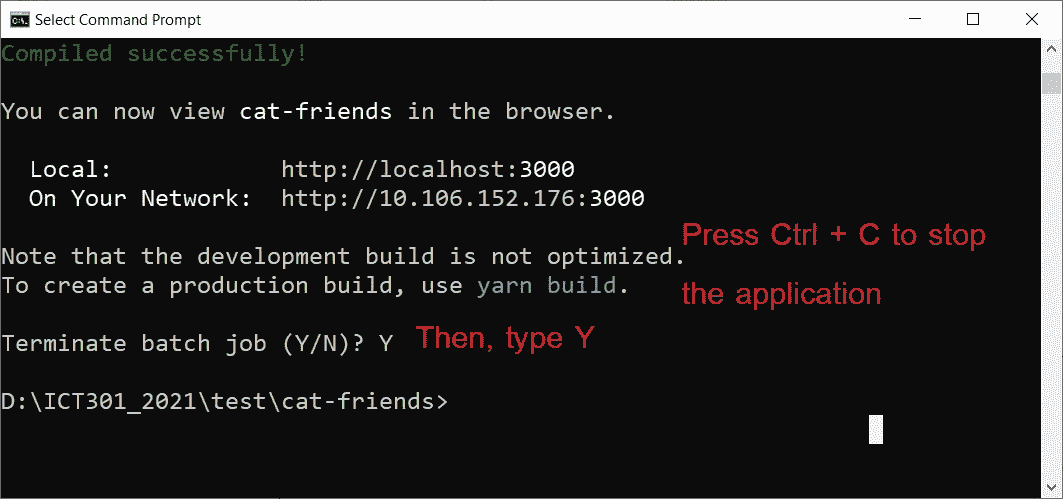 Select Command Prompt
Compiled successfully!
You can now view cat-friends in the browser.
Local: http://localhost:3000
On Your Network: http://10.106.152.176:3000
Press Ctrl + C to stop
Note that the development build is not optimized.
To create a production build, use yarn build.
the application
Terminate batch job (Y/N)? Y
Then, type Y
D:\ICT301_2021\test\cat-friends>